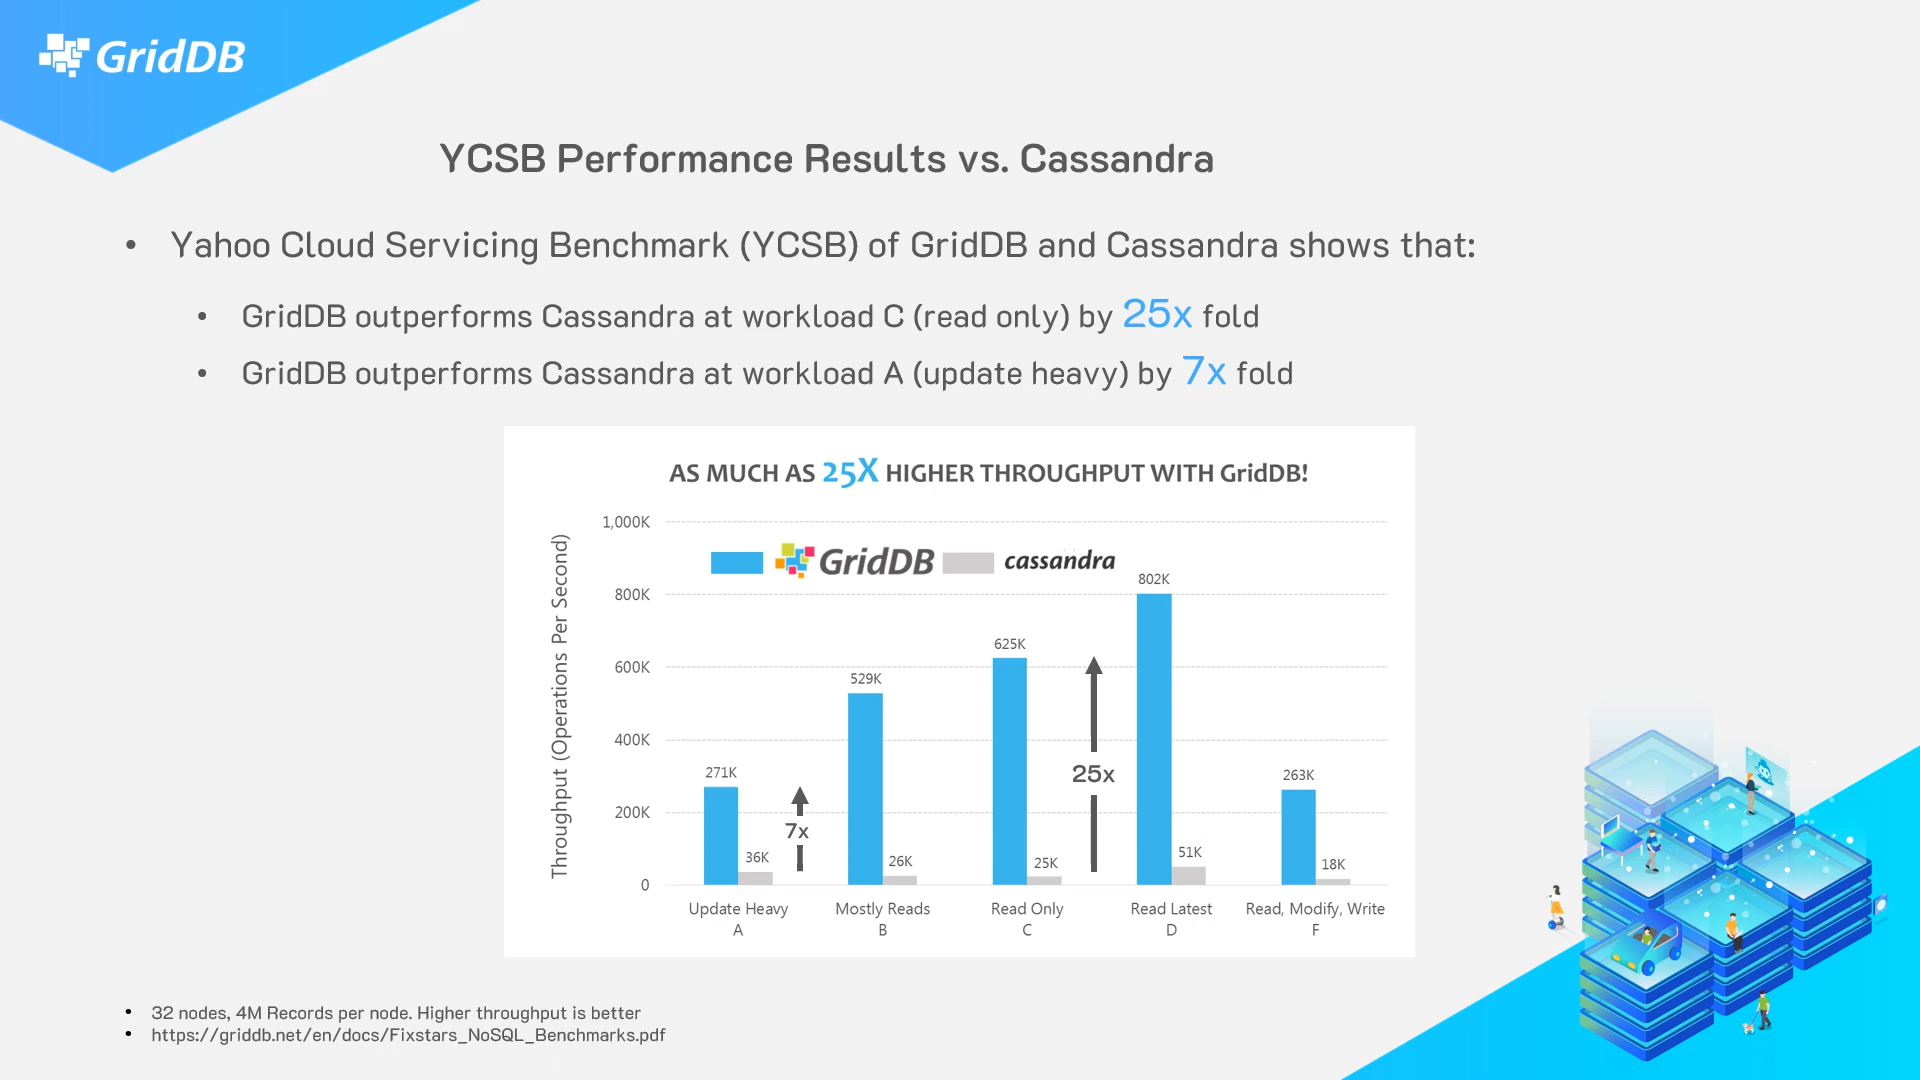 GridDB
YCSB Performance Results vs. Cassandra
• Yahoo Cloud Servicing Benchmark (YCSB) of GridDB and Cassandra shows that:
• GridDB outperforms Cassandra at workload C (read only) by 25x fold
• GridDB outperforms Cassandra at workload A (update heavy) by 7x fold
AS MUCH AS 25X HIGHER THROUGHPUT WITH GridDB!
Throughput (Operations Per Second)
1,000K
800K
600K
400K
200K
0
GridDB cassandra
271K
36K
7x
529K
26K
625K
25K
25x
802K
51K
263K
18K
Update Heavy
A
Mostly Reads
B
Read Only
C
Read Latest
D
Read, Modify, Write
F
• 32 nodes, 4M Records per node. Higher throughput is better
• https://griddb.net/en/docs/Fixstars_NoSQL_Benchmarks.pdf